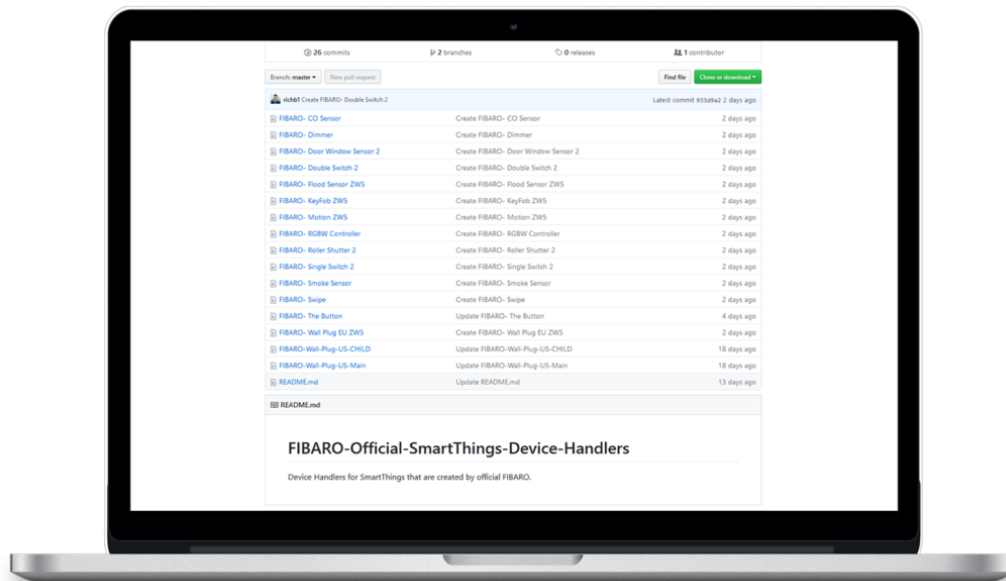 26 commits 2 branches 0 releases 1 contributor
Branch: master New pull request Find file Clone or download
richb1 Create FIBARO- Double Switch 2 Latest commit 933d9a2 2 days ago
FIBARO- CO Sensor Create FIBARO- CO Sensor 2 days ago
FIBARO- Dimmer Create FIBARO- Dimmer 2 days ago
FIBARO- Door Window Sensor 2 Create FIBARO- Door Window Sensor 2 2 days ago
FIBARO- Double Switch 2 Create FIBARO- Double Switch 2 2 days ago
FIBARO- Flood Sensor ZW5 Create FIBARO- Flood Sensor ZW5 2 days ago
FIBARO- KeyFob ZW5 Create FIBARO- KeyFob ZW5 2 days ago
FIBARO- Motion ZW5 Create FIBARO- Motion ZW5 2 days ago
FIBARO- RGBW Controller Create FIBARO- RGBW Controller 2 days ago
FIBARO- Roller Shutter 2 Create FIBARO- Roller Shutter 2 2 days ago
FIBARO- Single Switch 2 Create FIBARO- Single Switch 2 2 days ago
FIBARO- Smoke Sensor Create FIBARO- Smoke Sensor 2 days ago
FIBARO- Swipe Create FIBARO- Swipe 2 days ago
FIBARO- The Button Update FIBARO- The Button 4 days ago
FIBARO- Wall Plug EU ZW5 Create FIBARO- Wall Plug EU ZW5 2 days ago
FIBARO-Wall-Plug-US-CHILD Update FIBARO-Wall-Plug-US-CHILD 18 days ago
FIBARO-Wall-Plug-US-Main Update FIBARO-Wall-Plug-US-Main 18 days ago
README.md Update README.md 13 days ago
README.md
FIBARO-Official-SmartThings-Device-Handlers
Device Handlers for SmartThings that are created by official FIBARO.